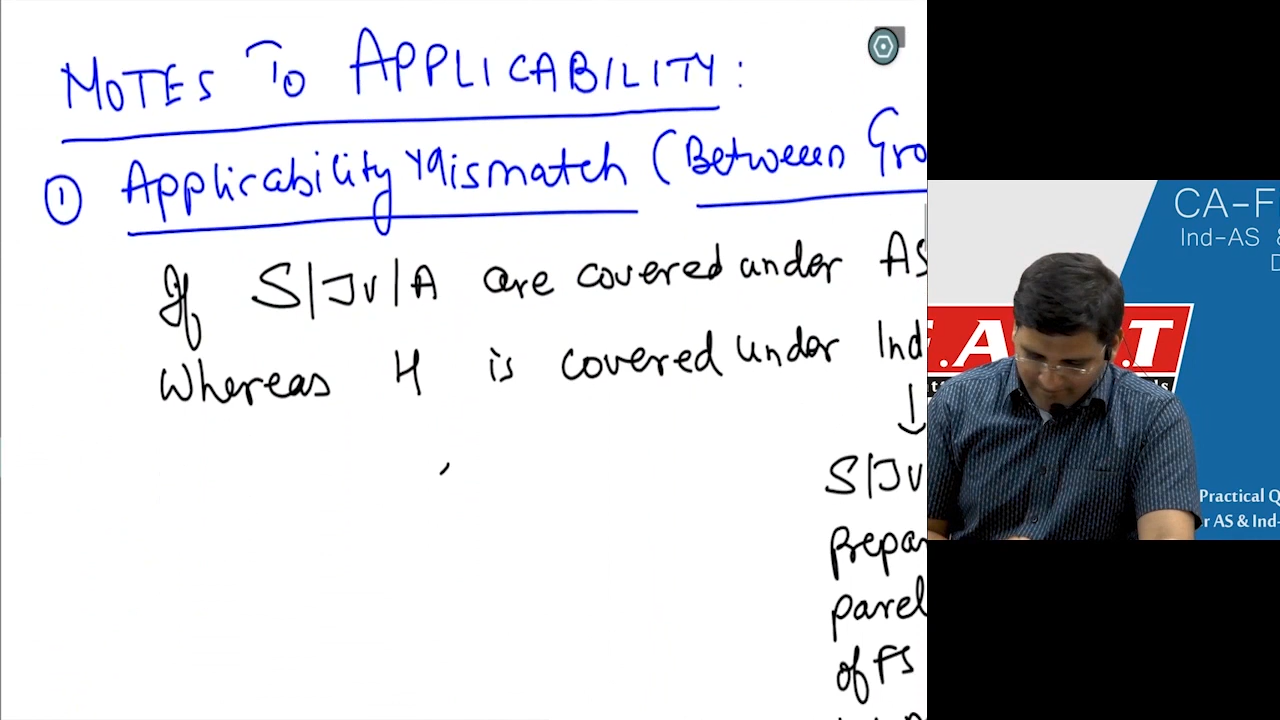 NOTES TO APPLICABILITY:
① Applicability Mismatch (Between Gro
If S/JV/A are covered under AS
Whereas H is covered under Ind
↓
S/JV
prepar
parel
of FS
CA-F
Ind-AS &
D
F.A.S.T
Practical Q
r AS & Ind-